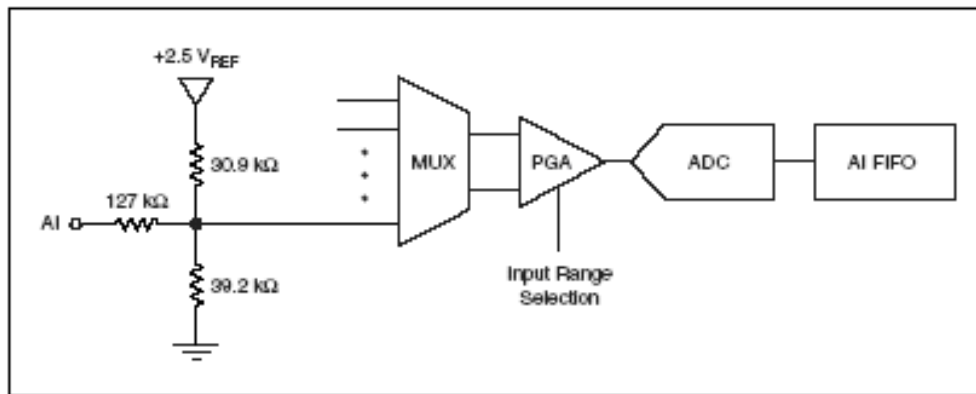 +2.5 VREF
30.9 kΩ
MUX
PGA
ADC
AI FIFO
127 kΩ
AI
39.2 kΩ
Input Range
Selection